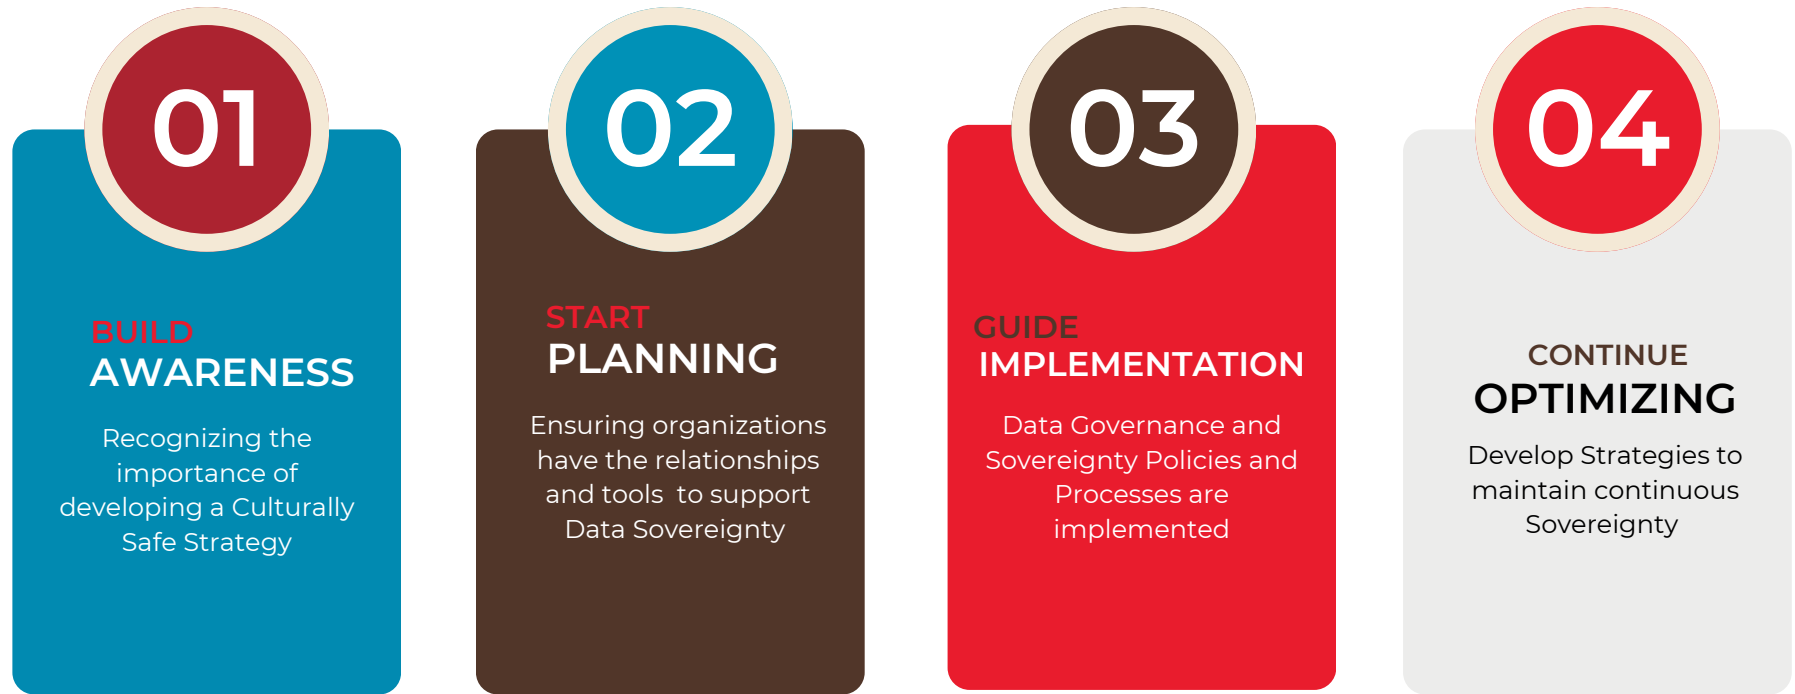 01
BUILD
AWARENESS
Recognizing the
importance of
developing a Culturally
Safe Strategy
02
START
PLANNING
Ensuring organizations
have the relationships
and tools  to support
Data Sovereignty
03
GUIDE
IMPLEMENTATION
Data Governance and
Sovereignty Policies and
Processes are
implemented
04
CONTINUE
OPTIMIZING
Develop Strategies to
maintain continuous
Sovereignty